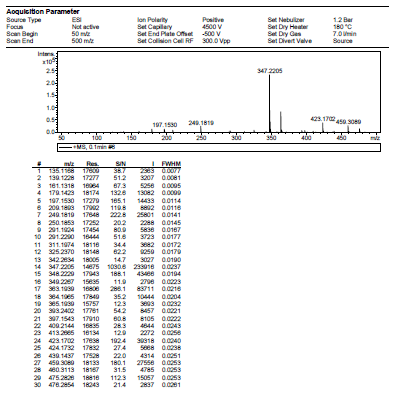 Acquisition Parameter
Source Type ESI Ion Polarity Positive Set Nebulizer 1.2 Bar
Focus Not active Set Capillary 4500 V Set Dry Heater 180 °C
Scan Begin 50 m/z Set End Plate Offset -500 V Set Dry Gas 7.0 l/min
Scan End 500 m/z Set Collision Cell RF 300.0 Vpp Set Divert Valve Source
Intens.
x10⁵
2.5
2.0
1.5
1.0
0.5
0.0
347.2205
197.1530 249.1819 423.1702 459.3089
50 100 150 200 250 300 350 400 450 m/z
+MS, 0.1min #6
# m/z Res. S/N I FWHM
1 135.1168 17609 38.7 2363 0.0077
2 139.1228 17277 51.2 3207 0.0081
3 161.1318 16964 67.3 5256 0.0095
4 179.1423 18174 132.6 13082 0.0099
5 197.1530 17279 165.1 14433 0.0114
6 209.1893 17992 119.8 8892 0.0116
7 249.1819 17648 222.8 25801 0.0141
8 250.1853 17252 20.2 2288 0.0145
9 291.1924 17454 80.9 5836 0.0167
10 291.2290 16444 51.6 3723 0.0177
11 311.1974 18116 34.4 3682 0.0172
12 325.2370 18148 62.2 9259 0.0179
13 342.2634 18005 14.7 3027 0.0190
14 347.2205 14675 1030.6 233916 0.0237
15 348.2229 17943 188.1 43466 0.0194
16 349.2267 15635 11.9 2796 0.0223
17 363.1939 16806 286.1 83711 0.0216
18 364.1965 17849 35.2 10444 0.0204
19 365.1939 15757 12.3 3693 0.0232
20 393.2402 17761 54.2 8457 0.0221
21 397.1543 17910 60.8 8105 0.0222
22 409.2144 16835 28.3 4644 0.0243
23 413.2665 16134 12.9 2272 0.0256
24 423.1702 17638 192.4 39318 0.0240
25 424.1732 17832 27.4 5668 0.0238
26 439.1437 17528 22.0 4314 0.0251
27 459.3089 18133 180.1 27556 0.0253
28 460.3113 18167 31.5 4785 0.0253
29 475.2826 18816 112.3 15057 0.0253
30 476.2854 18243 21.4 2837 0.0261